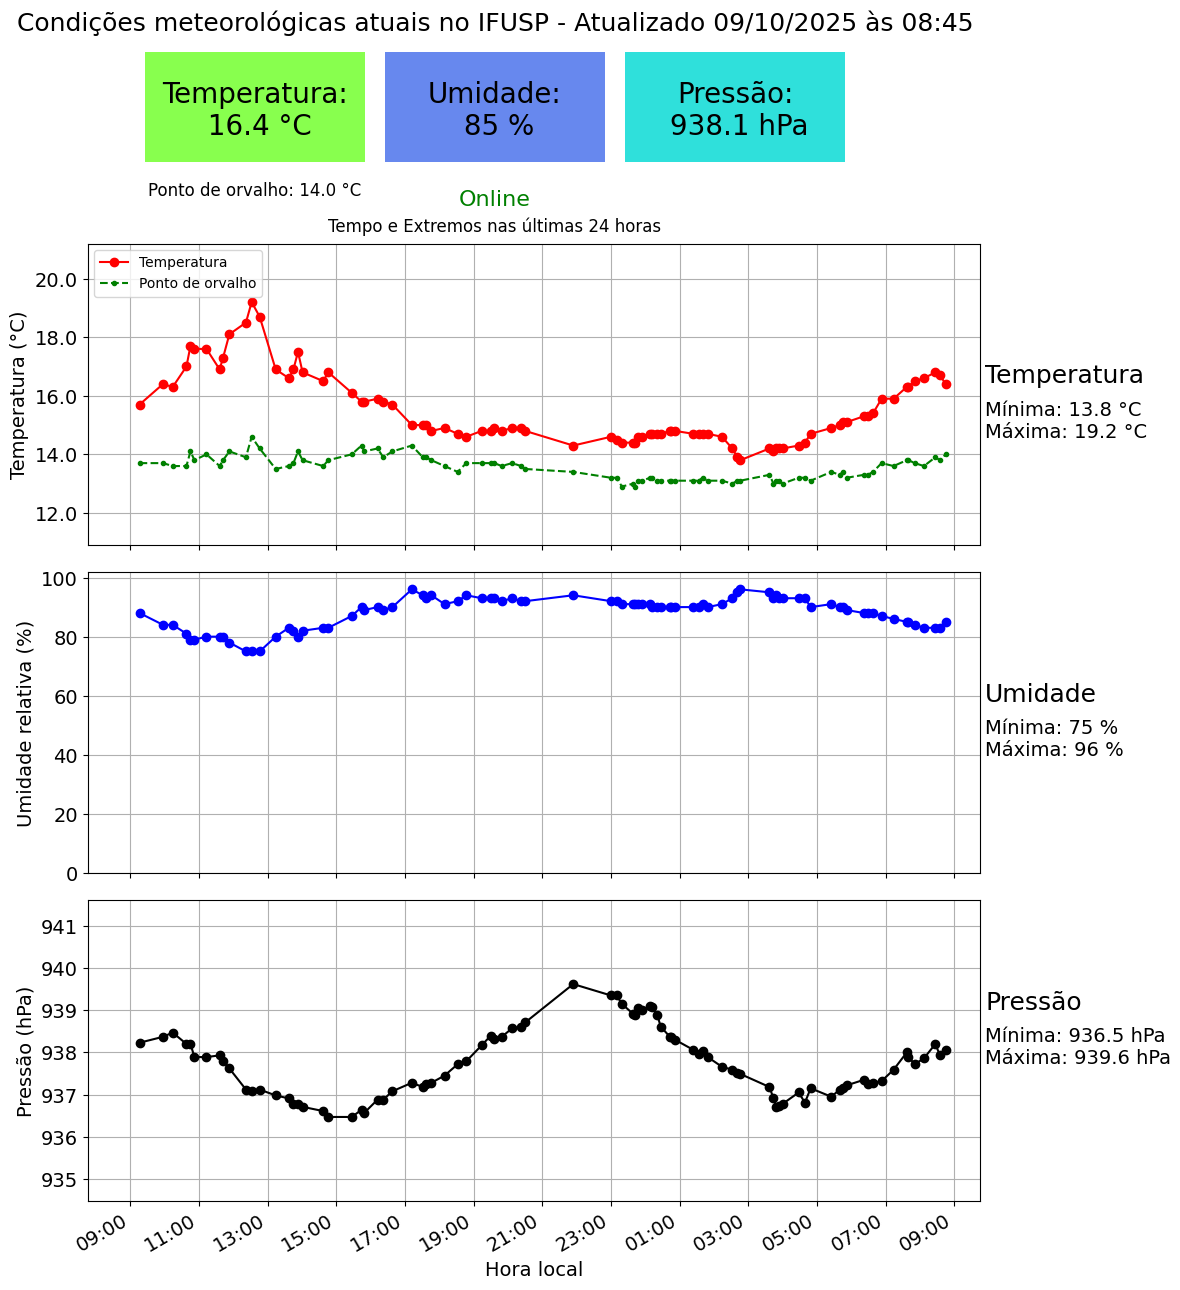 Condições meteorológicas atuais no IFUSP - Atualizado 09/10/2025 às 08:45
Temperatura:
16.4 °C
Umidade:
85 %
Pressão:
938.1 hPa
Ponto de orvalho: 14.0 °C
Online
Tempo e Extremos nas últimas 24 horas
Temperatura
Ponto de orvalho
Temperatura (°C)
20.0
18.0
16.0
14.0
12.0
Temperatura
Mínima: 13.8 °C
Máxima: 19.2 °C
Umidade relativa (%)
100
80
60
40
20
0
Umidade
Mínima: 75 %
Máxima: 96 %
Pressão (hPa)
941
940
939
938
937
936
935
Pressão
Mínima: 936.5 hPa
Máxima: 939.6 hPa
09:00 11:00 13:00 15:00 17:00 19:00 21:00 23:00 01:00 03:00 05:00 07:00 09:00
Hora local